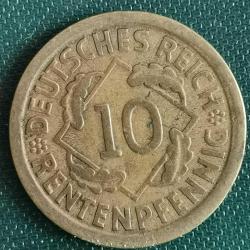 DEUTSCHES REICH
10
RENTENPFENNIG